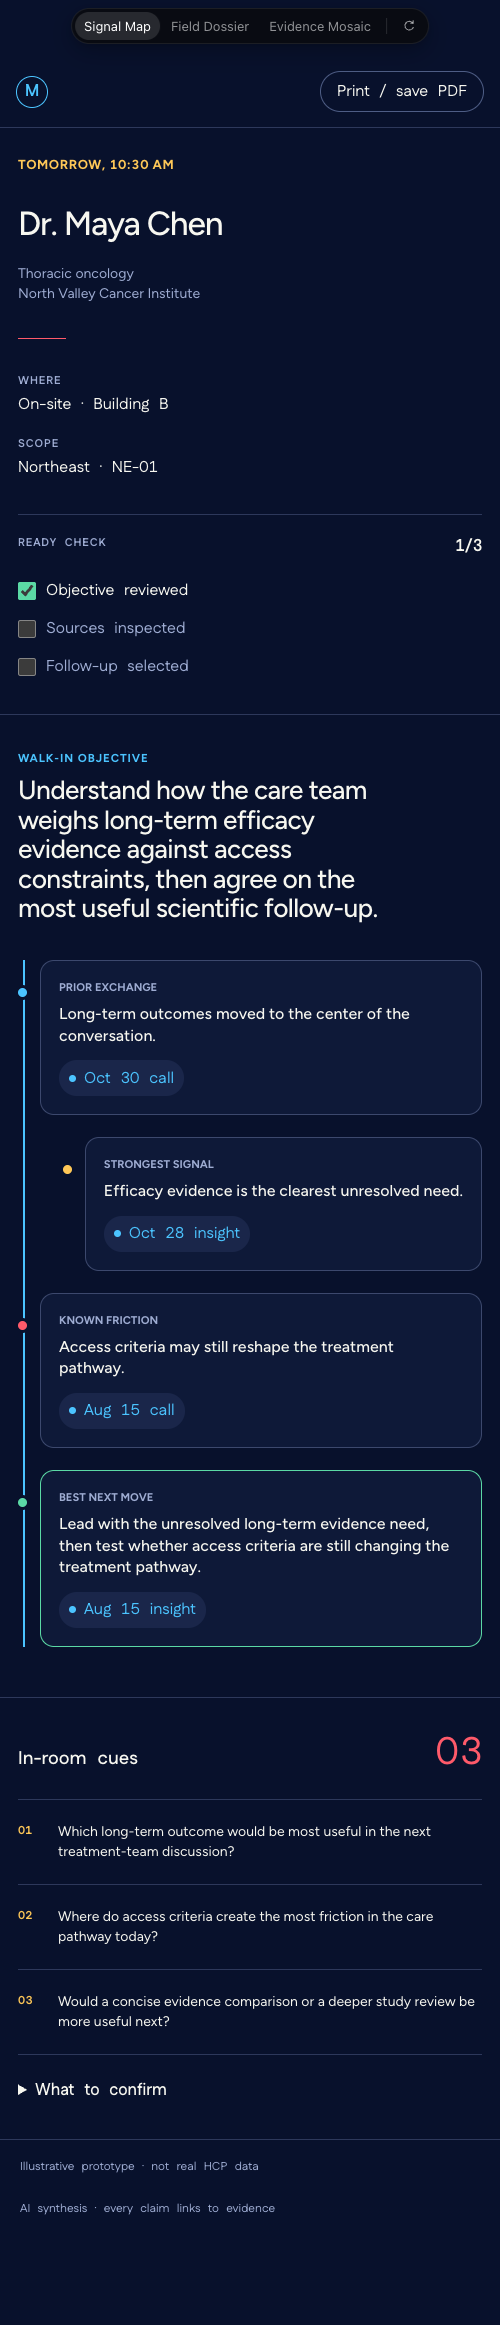 Signal Map Field Dossier Evidence Mosaic
M Print / save PDF
TOMORROW, 10:30 AM
Dr. Maya Chen
Thoracic oncology
North Valley Cancer Institute
WHERE
On-site · Building B
SCOPE
Northeast · NE-01
READY CHECK 1/3
Objective reviewed
Sources inspected
Follow-up selected
WALK-IN OBJECTIVE
Understand how the care team
weighs long-term efficacy
evidence against access
constraints, then agree on the
most useful scientific follow-up.
PRIOR EXCHANGE
Long-term outcomes moved to the center of the
conversation.
Oct 30 call
STRONGEST SIGNAL
Efficacy evidence is the clearest unresolved need.
Oct 28 insight
KNOWN FRICTION
Access criteria may still reshape the treatment
pathway.
Aug 15 call
BEST NEXT MOVE
Lead with the unresolved long-term evidence need,
then test whether access criteria are still changing the
treatment pathway.
Aug 15 insight
In-room cues 03
01 Which long-term outcome would be most useful in the next
treatment-team discussion?
02 Where do access criteria create the most friction in the care
pathway today?
03 Would a concise evidence comparison or a deeper study review be
more useful next?
What to confirm
Illustrative prototype · not real HCP data
AI synthesis · every claim links to evidence